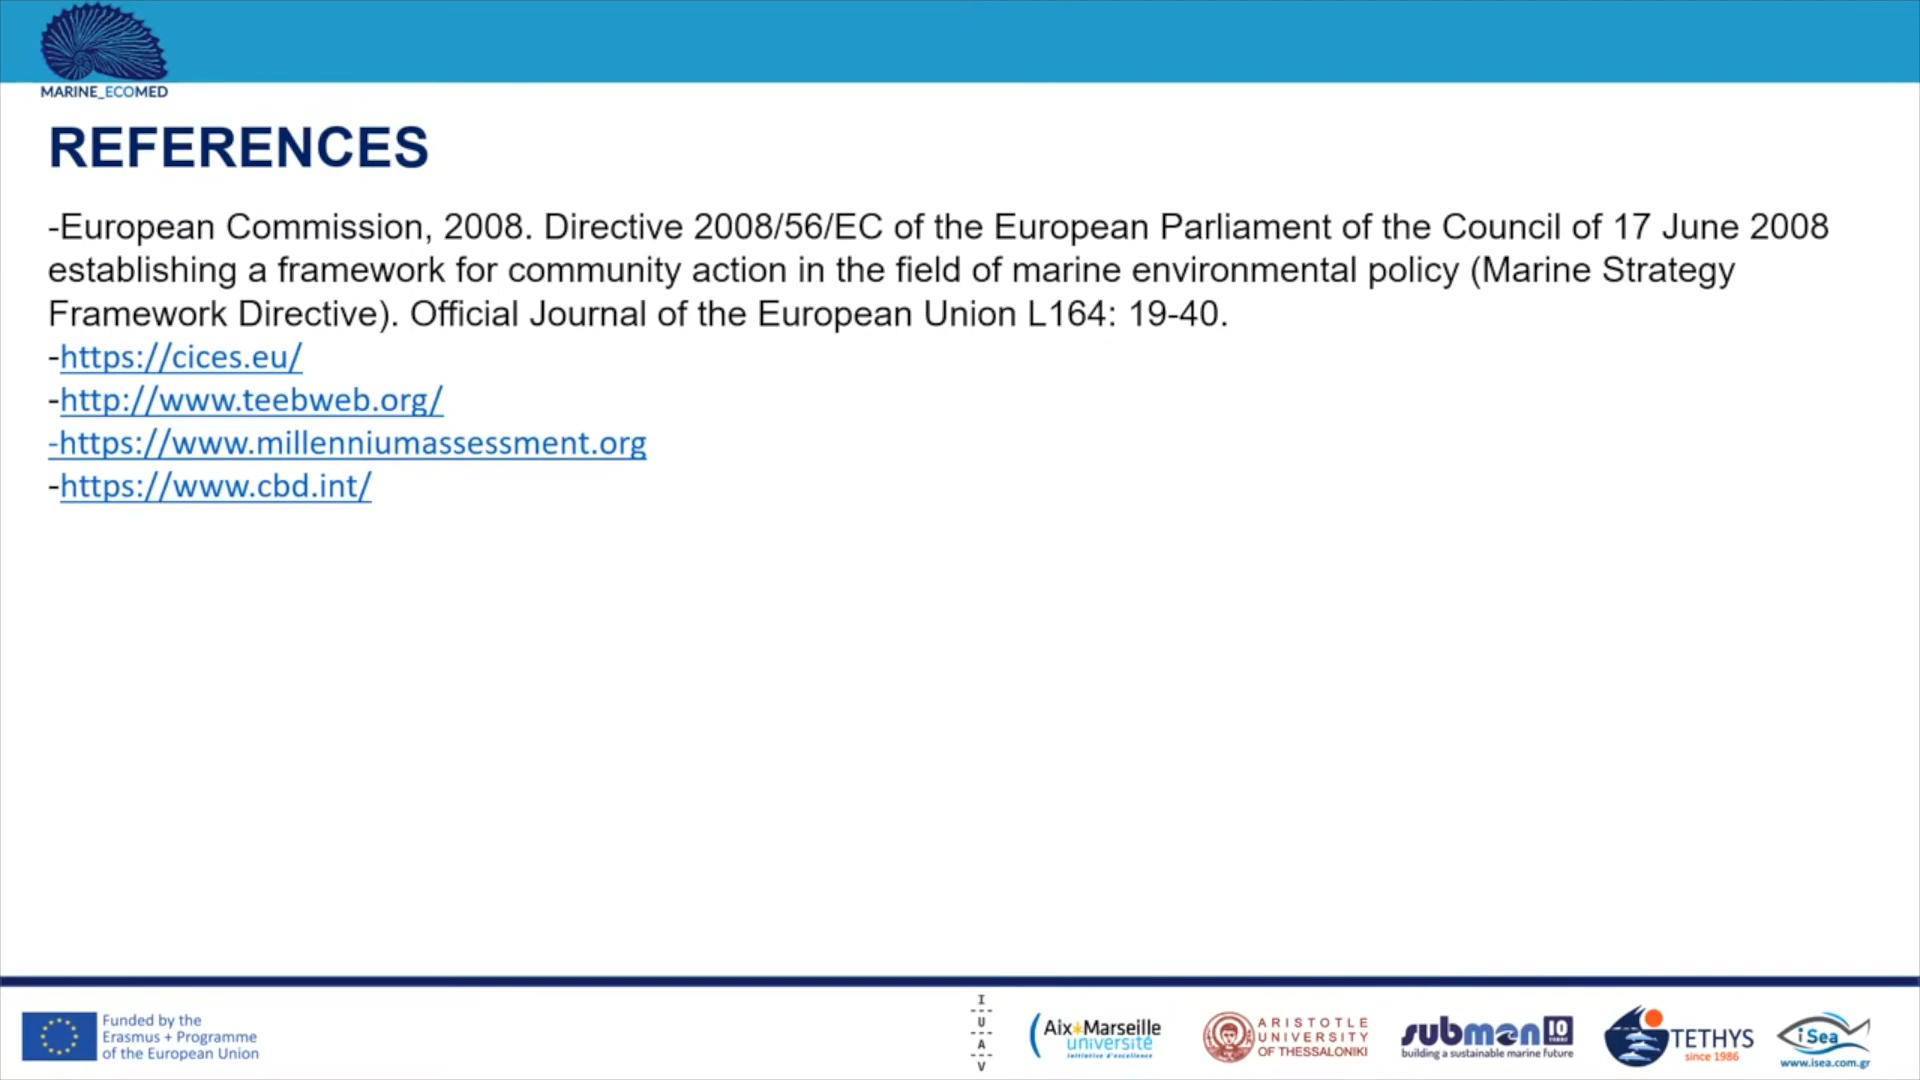 MARINE_ECOMED
REFERENCES
-European Commission, 2008. Directive 2008/56/EC of the European Parliament of the Council of 17 June 2008
establishing a framework for community action in the field of marine environmental policy (Marine Strategy
Framework Directive). Official Journal of the European Union L164: 19-40.
-https://cices.eu/
-http://www.teebweb.org/
-https://www.millenniumassessment.org
-https://www.cbd.int/
Funded by the
Erasmus + Programme
of the European Union
I
U
A
V
Aix*Marseille
université
initiative d'excellence
ARISTOTLE
UNIVERSITY
OF THESSALONIKI
submon 10
building a sustainable marine future
TETHYS
since 1986
iSea
www.isea.com.gr